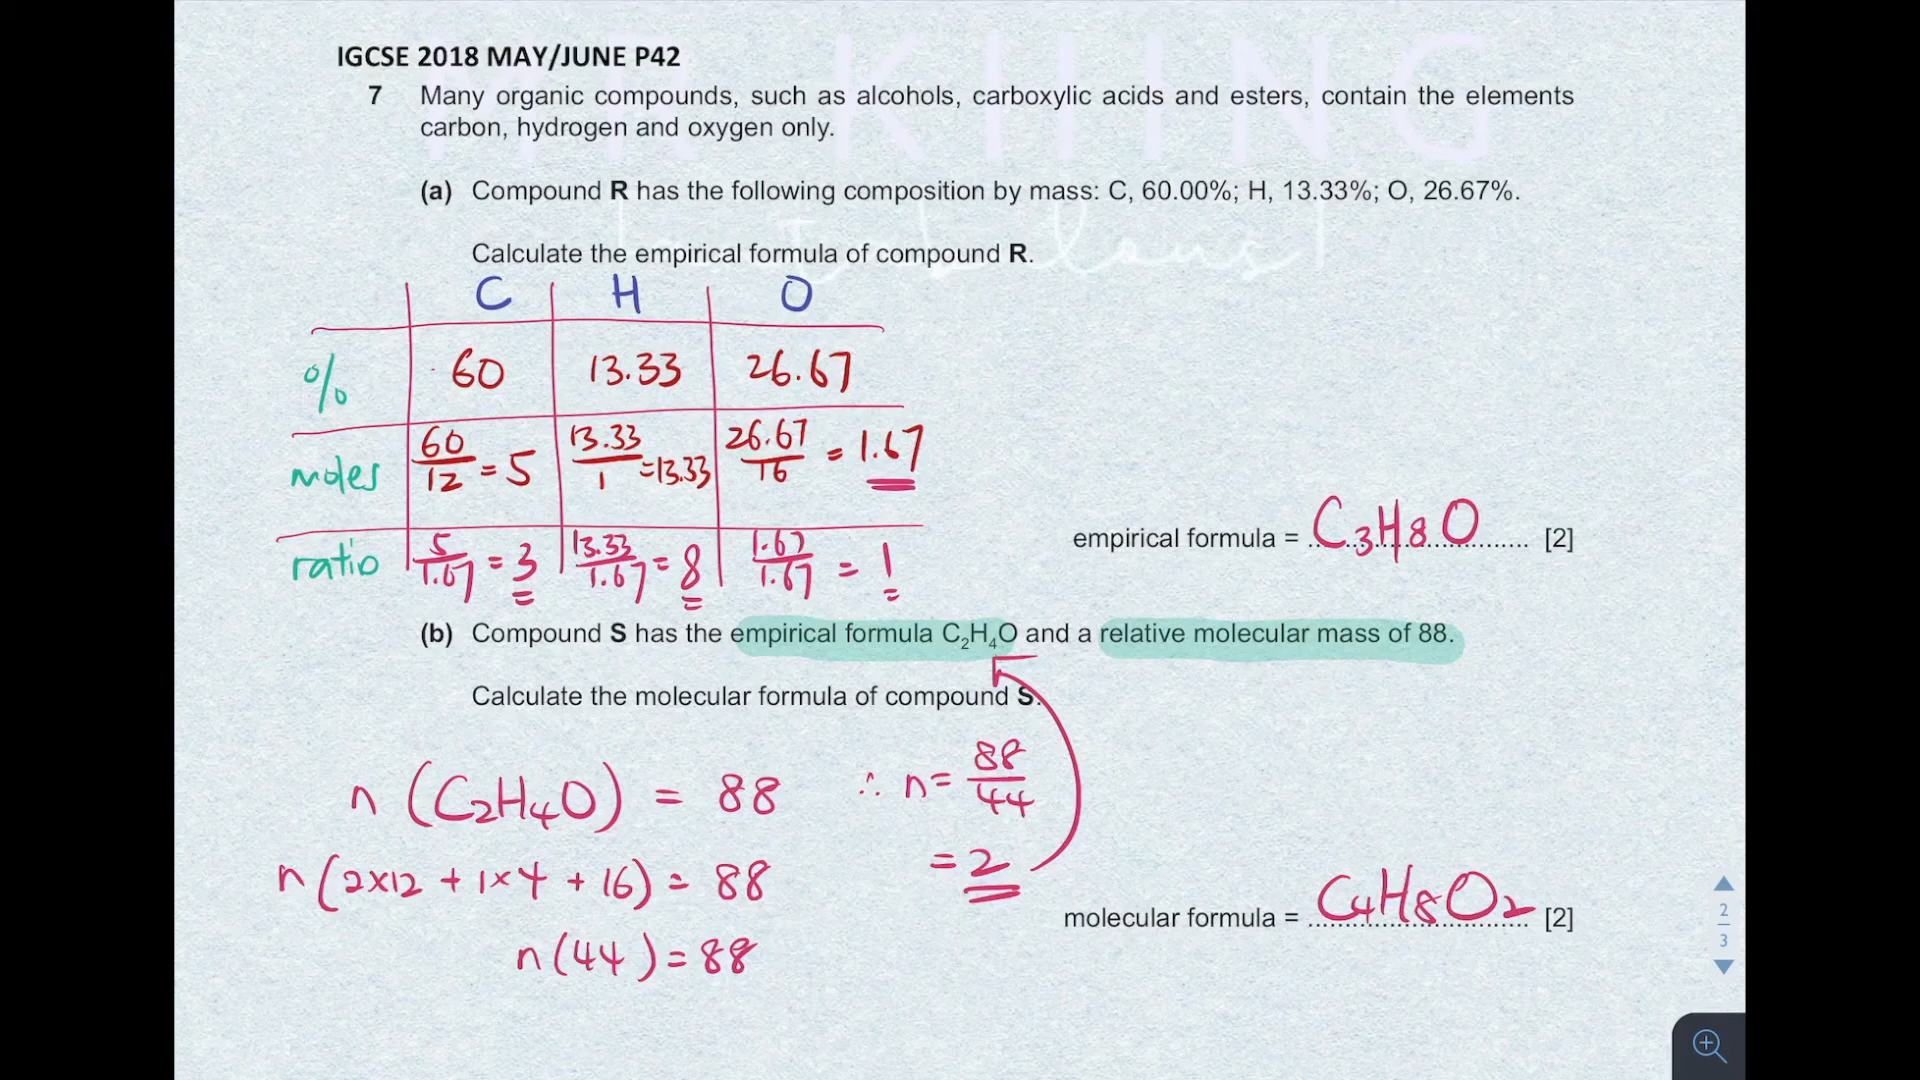 IGCSE 2018 MAY/JUNE P42
7 Many organic compounds, such as alcohols, carboxylic acids and esters, contain the elements
carbon, hydrogen and oxygen only.
(a) Compound R has the following composition by mass: C, 60.00%; H, 13.33%; O, 26.67%.
Calculate the empirical formula of compound R.
C H O
% 60 13.33 26.67
moles 60/12 = 5 13.33/1 = 13.33 26.67/16 = 1.67
ratio 5/1.67 = 3 13.33/1.67 = 8 1.67/1.67 = 1
empirical formula = C₃H₈O [2]
(b) Compound S has the empirical formula C₂H₄O and a relative molecular mass of 88.
Calculate the molecular formula of compound S.
n (C₂H₄O) = 88 ∴ n = 88/44
n (2×12 + 1×4 + 16) = 88 = 2
n (44) = 88
molecular formula = C₄H₈O₂ [2]
2
3